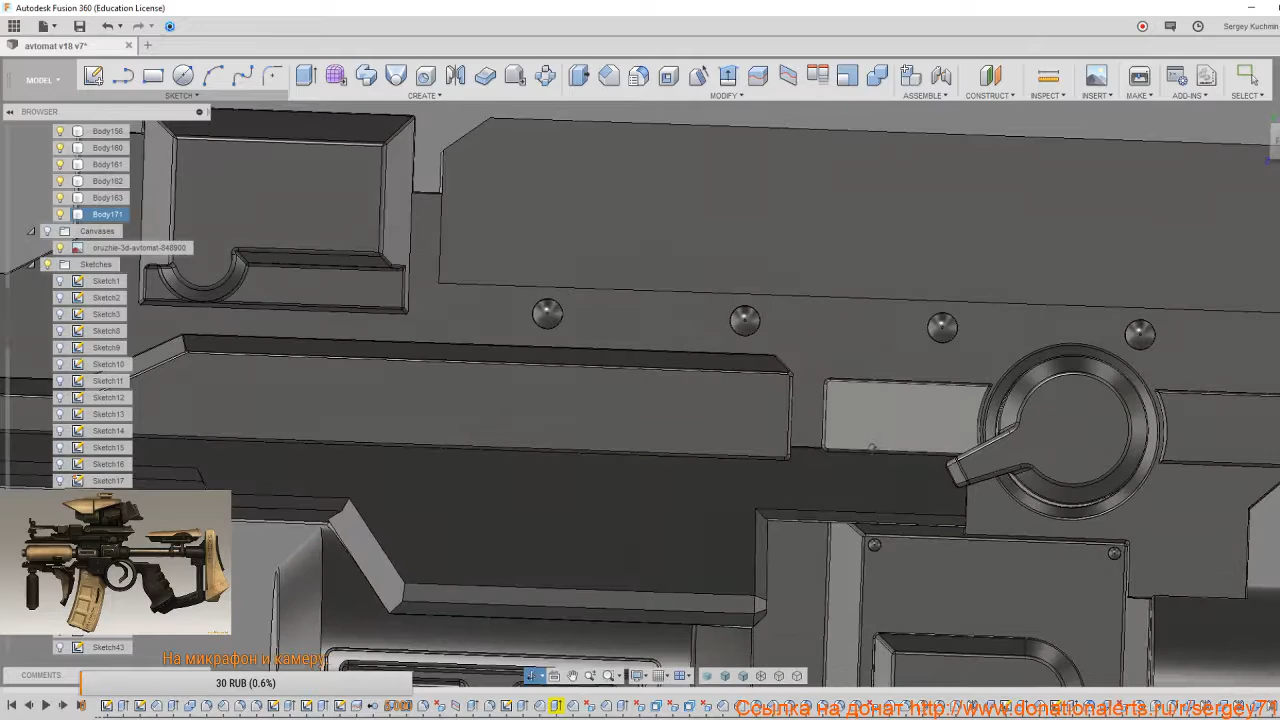 Autodesk Fusion 360 (Education License)
Sergey Kuchmin
avtomat v18 v7*
MODEL
SKETCH
CREATE
MODIFY
ASSEMBLE
CONSTRUCT
INSPECT
INSERT
MAKE
ADD-INS
SELECT
BROWSER
Body156
Body160
Body161
Body162
Body163
Body171
Canvases
oruzhie-3d-avtomat-848900
Sketches
Sketch1
Sketch2
Sketch3
Sketch8
Sketch9
Sketch10
Sketch11
Sketch12
Sketch13
Sketch14
Sketch15
Sketch16
Sketch17
Sketch43
На микрофон и камеру
COMMENTS
30 RUB (0.6%)
Ссылка на донат http://www.donationalerts.ru/r/sergey71